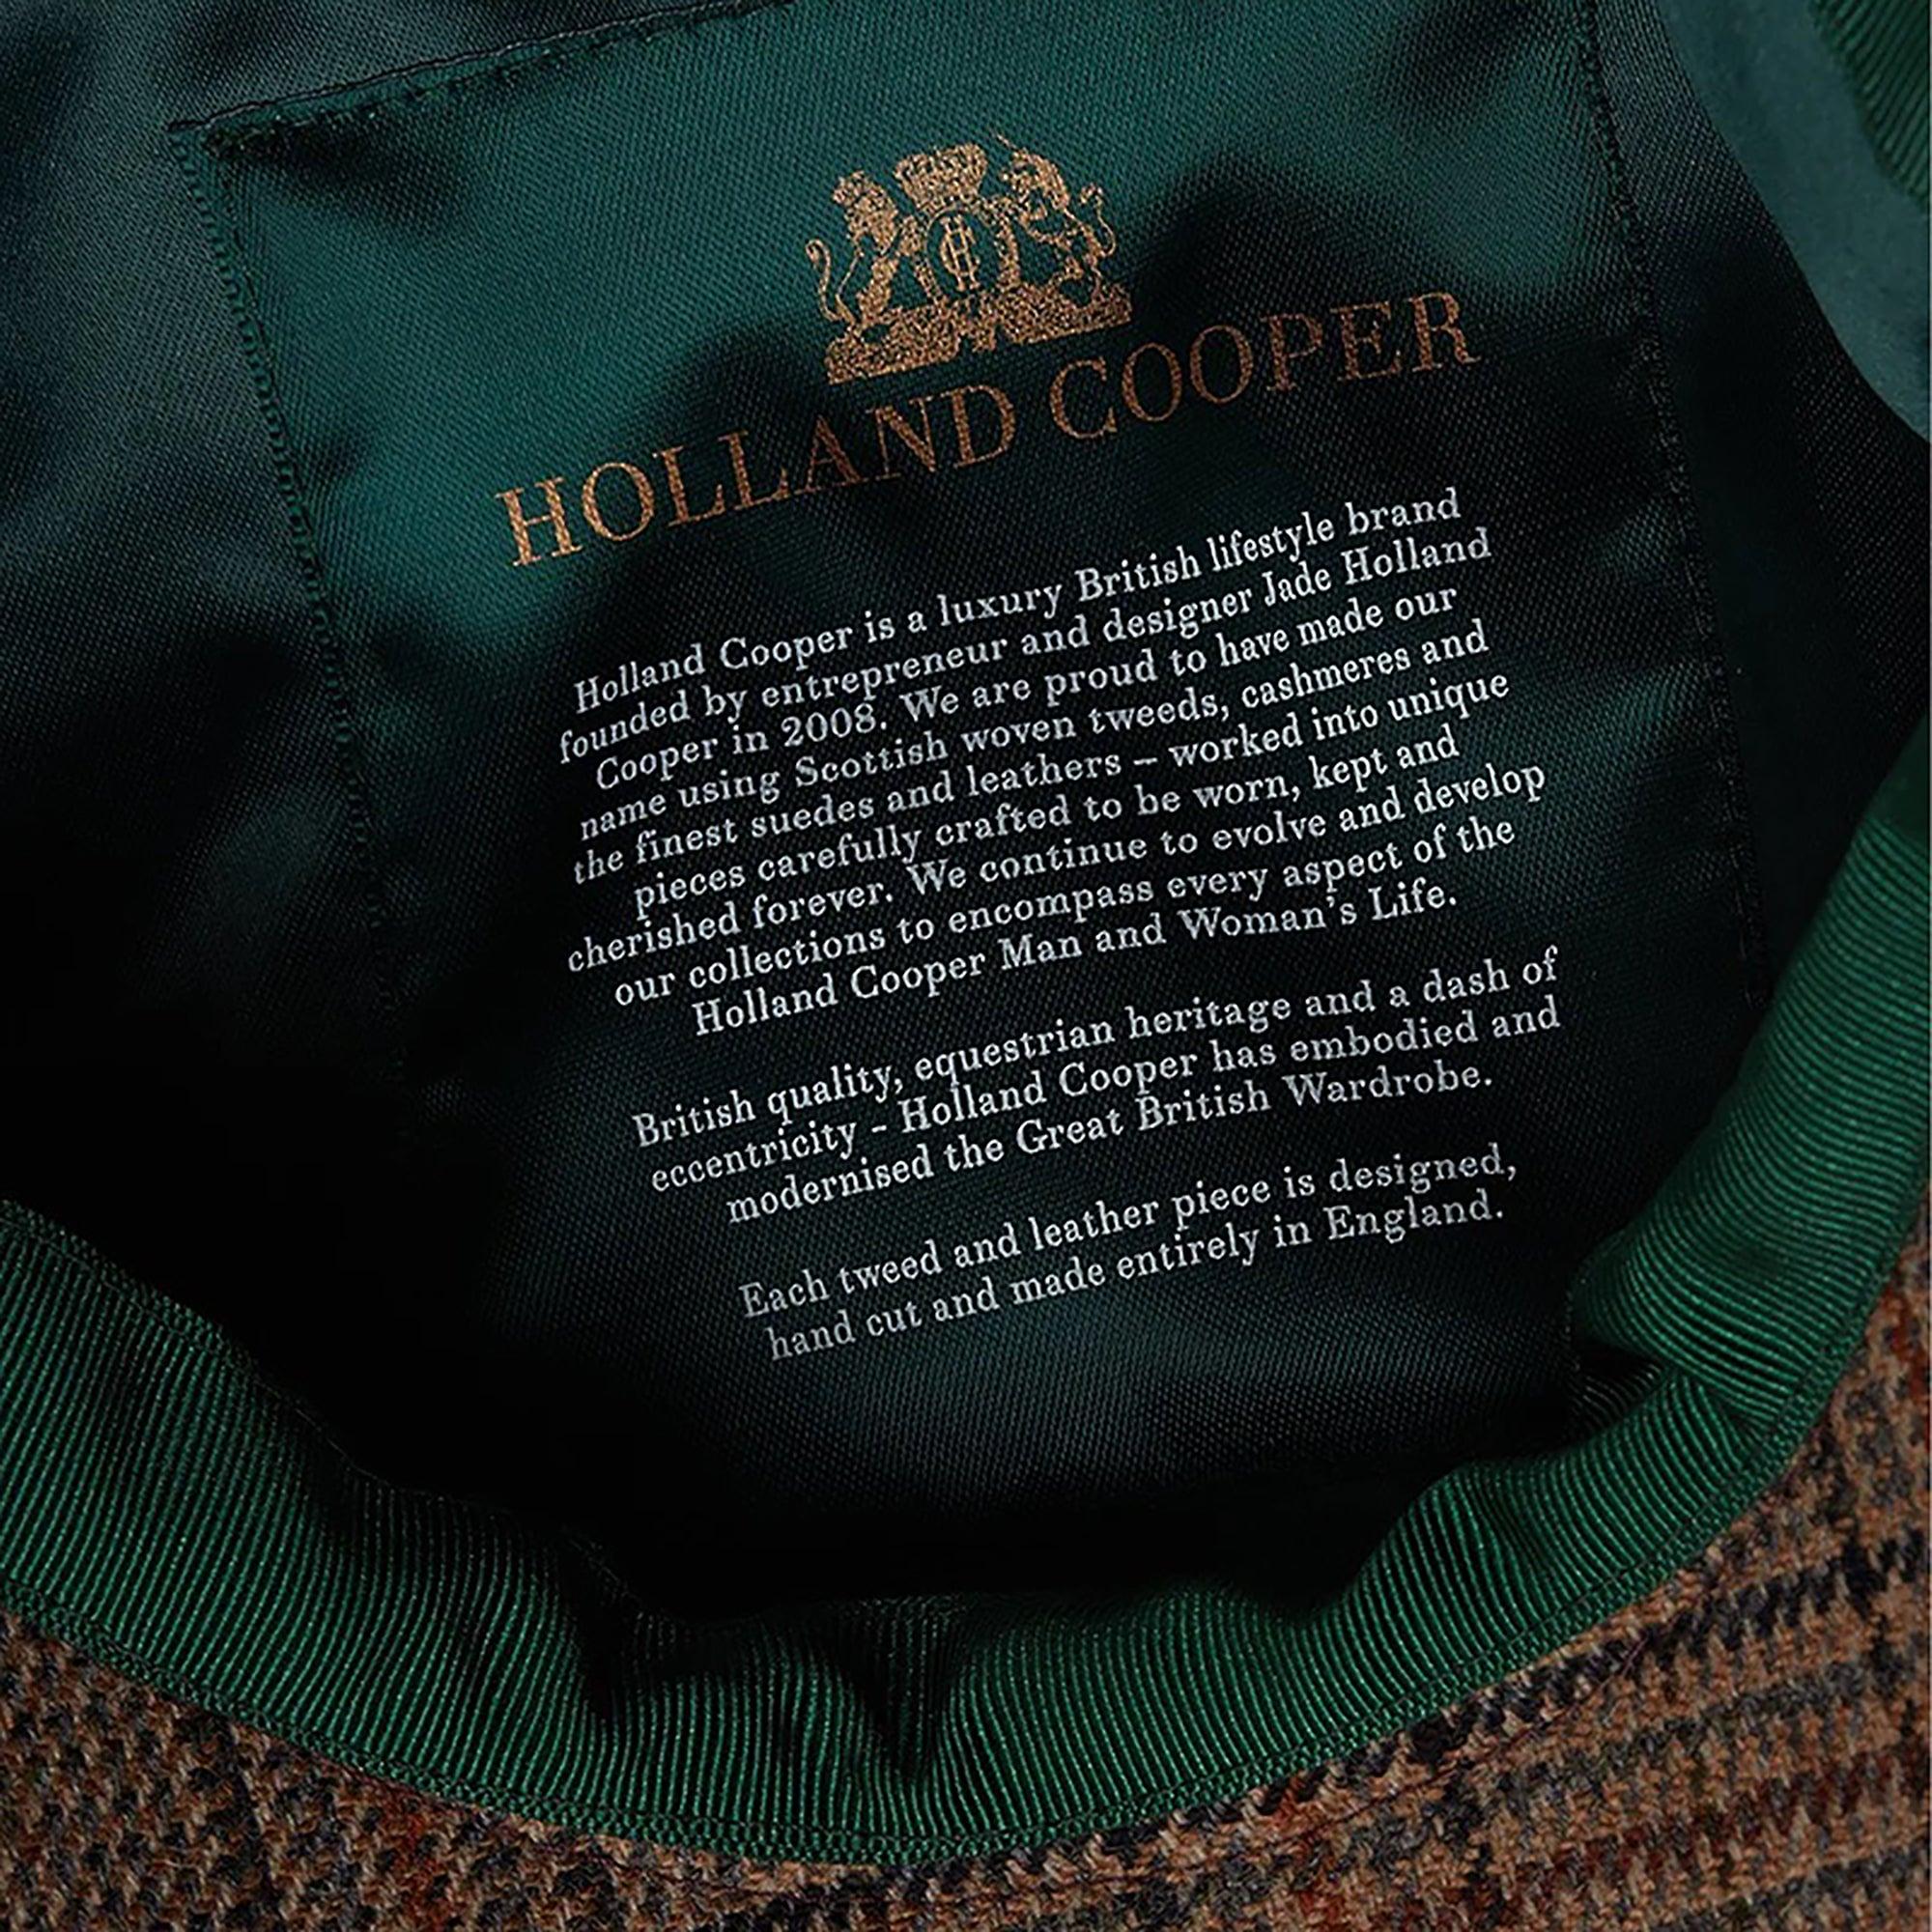 HOLLAND COOPER
Holland Cooper is a luxury British lifestyle brand
founded by entrepreneur and designer Jade Holland
Cooper in 2008. We are proud to have made our
name using Scottish woven tweeds, cashmeres and
the finest suedes and leathers – worked into unique
pieces carefully crafted to be worn, kept and
cherished forever. We continue to evolve and develop
our collections to encompass every aspect of the
Holland Cooper Man and Woman's Life.
British quality, equestrian heritage and a dash of
eccentricity - Holland Cooper has embodied and
modernised the Great British Wardrobe.
Each tweed and leather piece is designed,
hand cut and made entirely in England.